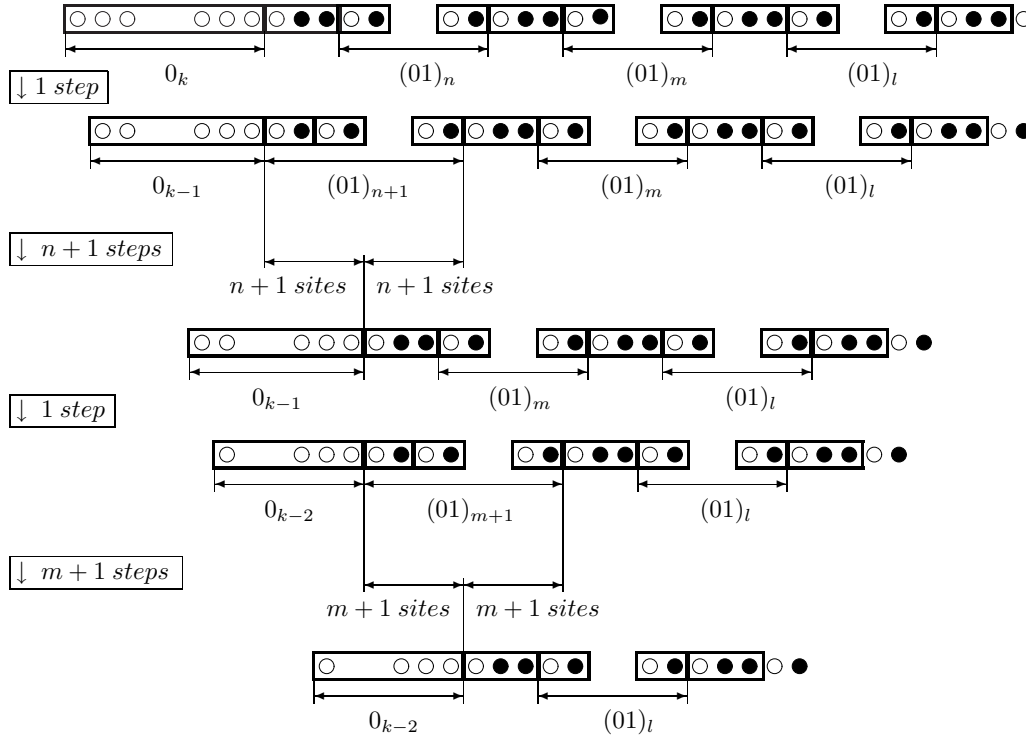 0_k (01)_n (01)_m (01)_l
↓ 1 step
0_{k−1} (01)_{n+1} (01)_m (01)_l
↓ n + 1 steps
n + 1 sites n + 1 sites
0_{k−1} (01)_m (01)_l
↓ 1 step
0_{k−2} (01)_{m+1} (01)_l
↓ m + 1 steps
m + 1 sites m + 1 sites
0_{k−2} (01)_l